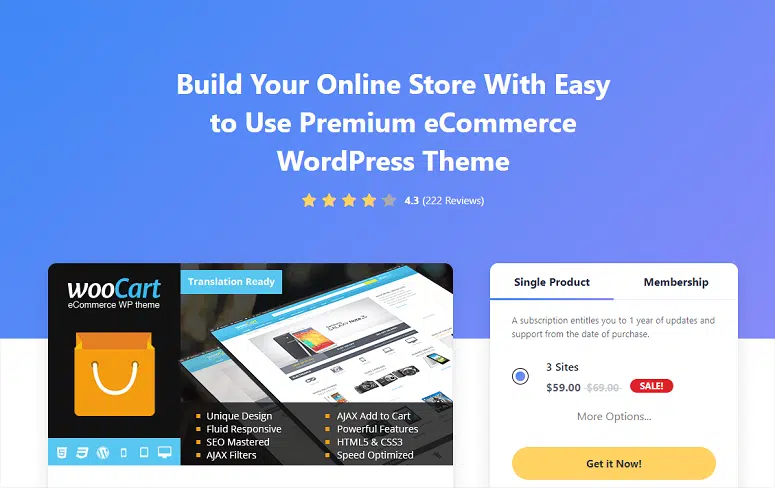 Build Your Online Store With Easy
to Use Premium eCommerce
WordPress Theme
4.3 (222 Reviews)
wooCart
eCommerce WP theme
Translation Ready
Unique Design
Fluid Responsive
SEO Mastered
AJAX Filters
AJAX Add to Cart
Powerful Features
HTML5 & CSS3
Speed Optimized
Single Product
Membership
A subscription entitles you to 1 year of updates and
support from the date of purchase.
3 Sites
$59.00 $69.00 SALE!
More Options...
Get it Now!